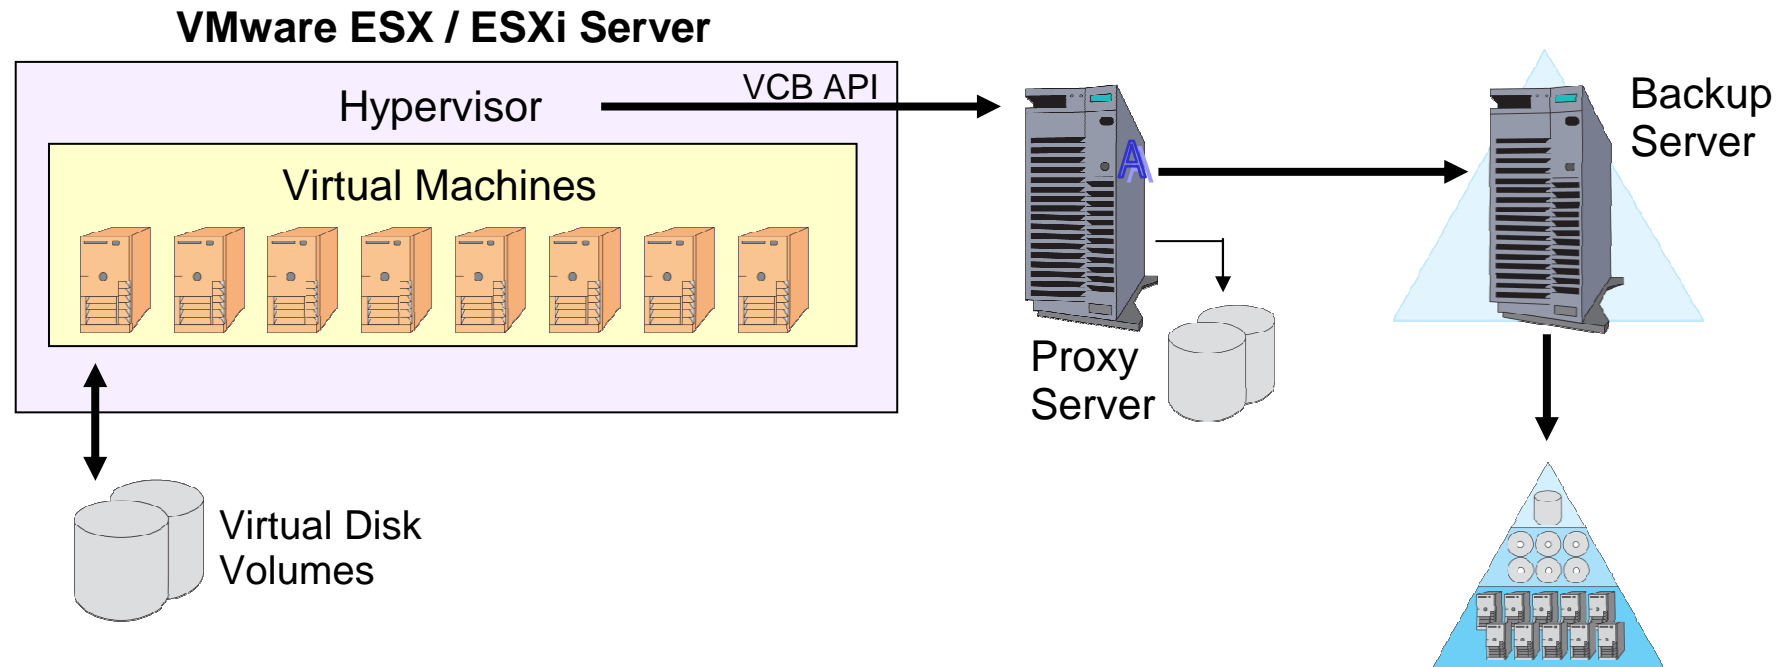 VMware ESX / ESXi Server
Hypervisor
VCB API
Virtual Machines
A
Backup
Server
Proxy
Server
Virtual Disk
Volumes